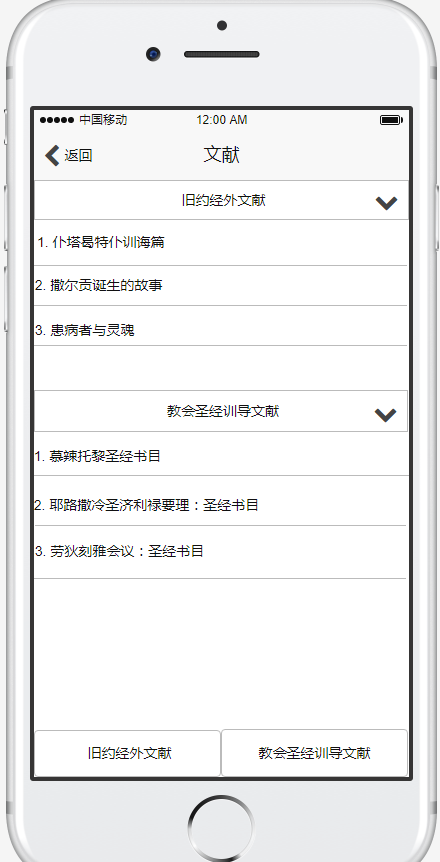 中国移动 12:00 AM
返回 文献
旧约经外文献
1. 仆塔曷特仆训海篇
2. 撒尔贡诞生的故事
3. 患病者与灵魂
教会圣经训导文献
1. 慕辣托黎圣经书目
2. 耶路撒冷圣济利禄要理：圣经书目
3. 劳狄刻雅会议：圣经书目
旧约经外文献 教会圣经训导文献